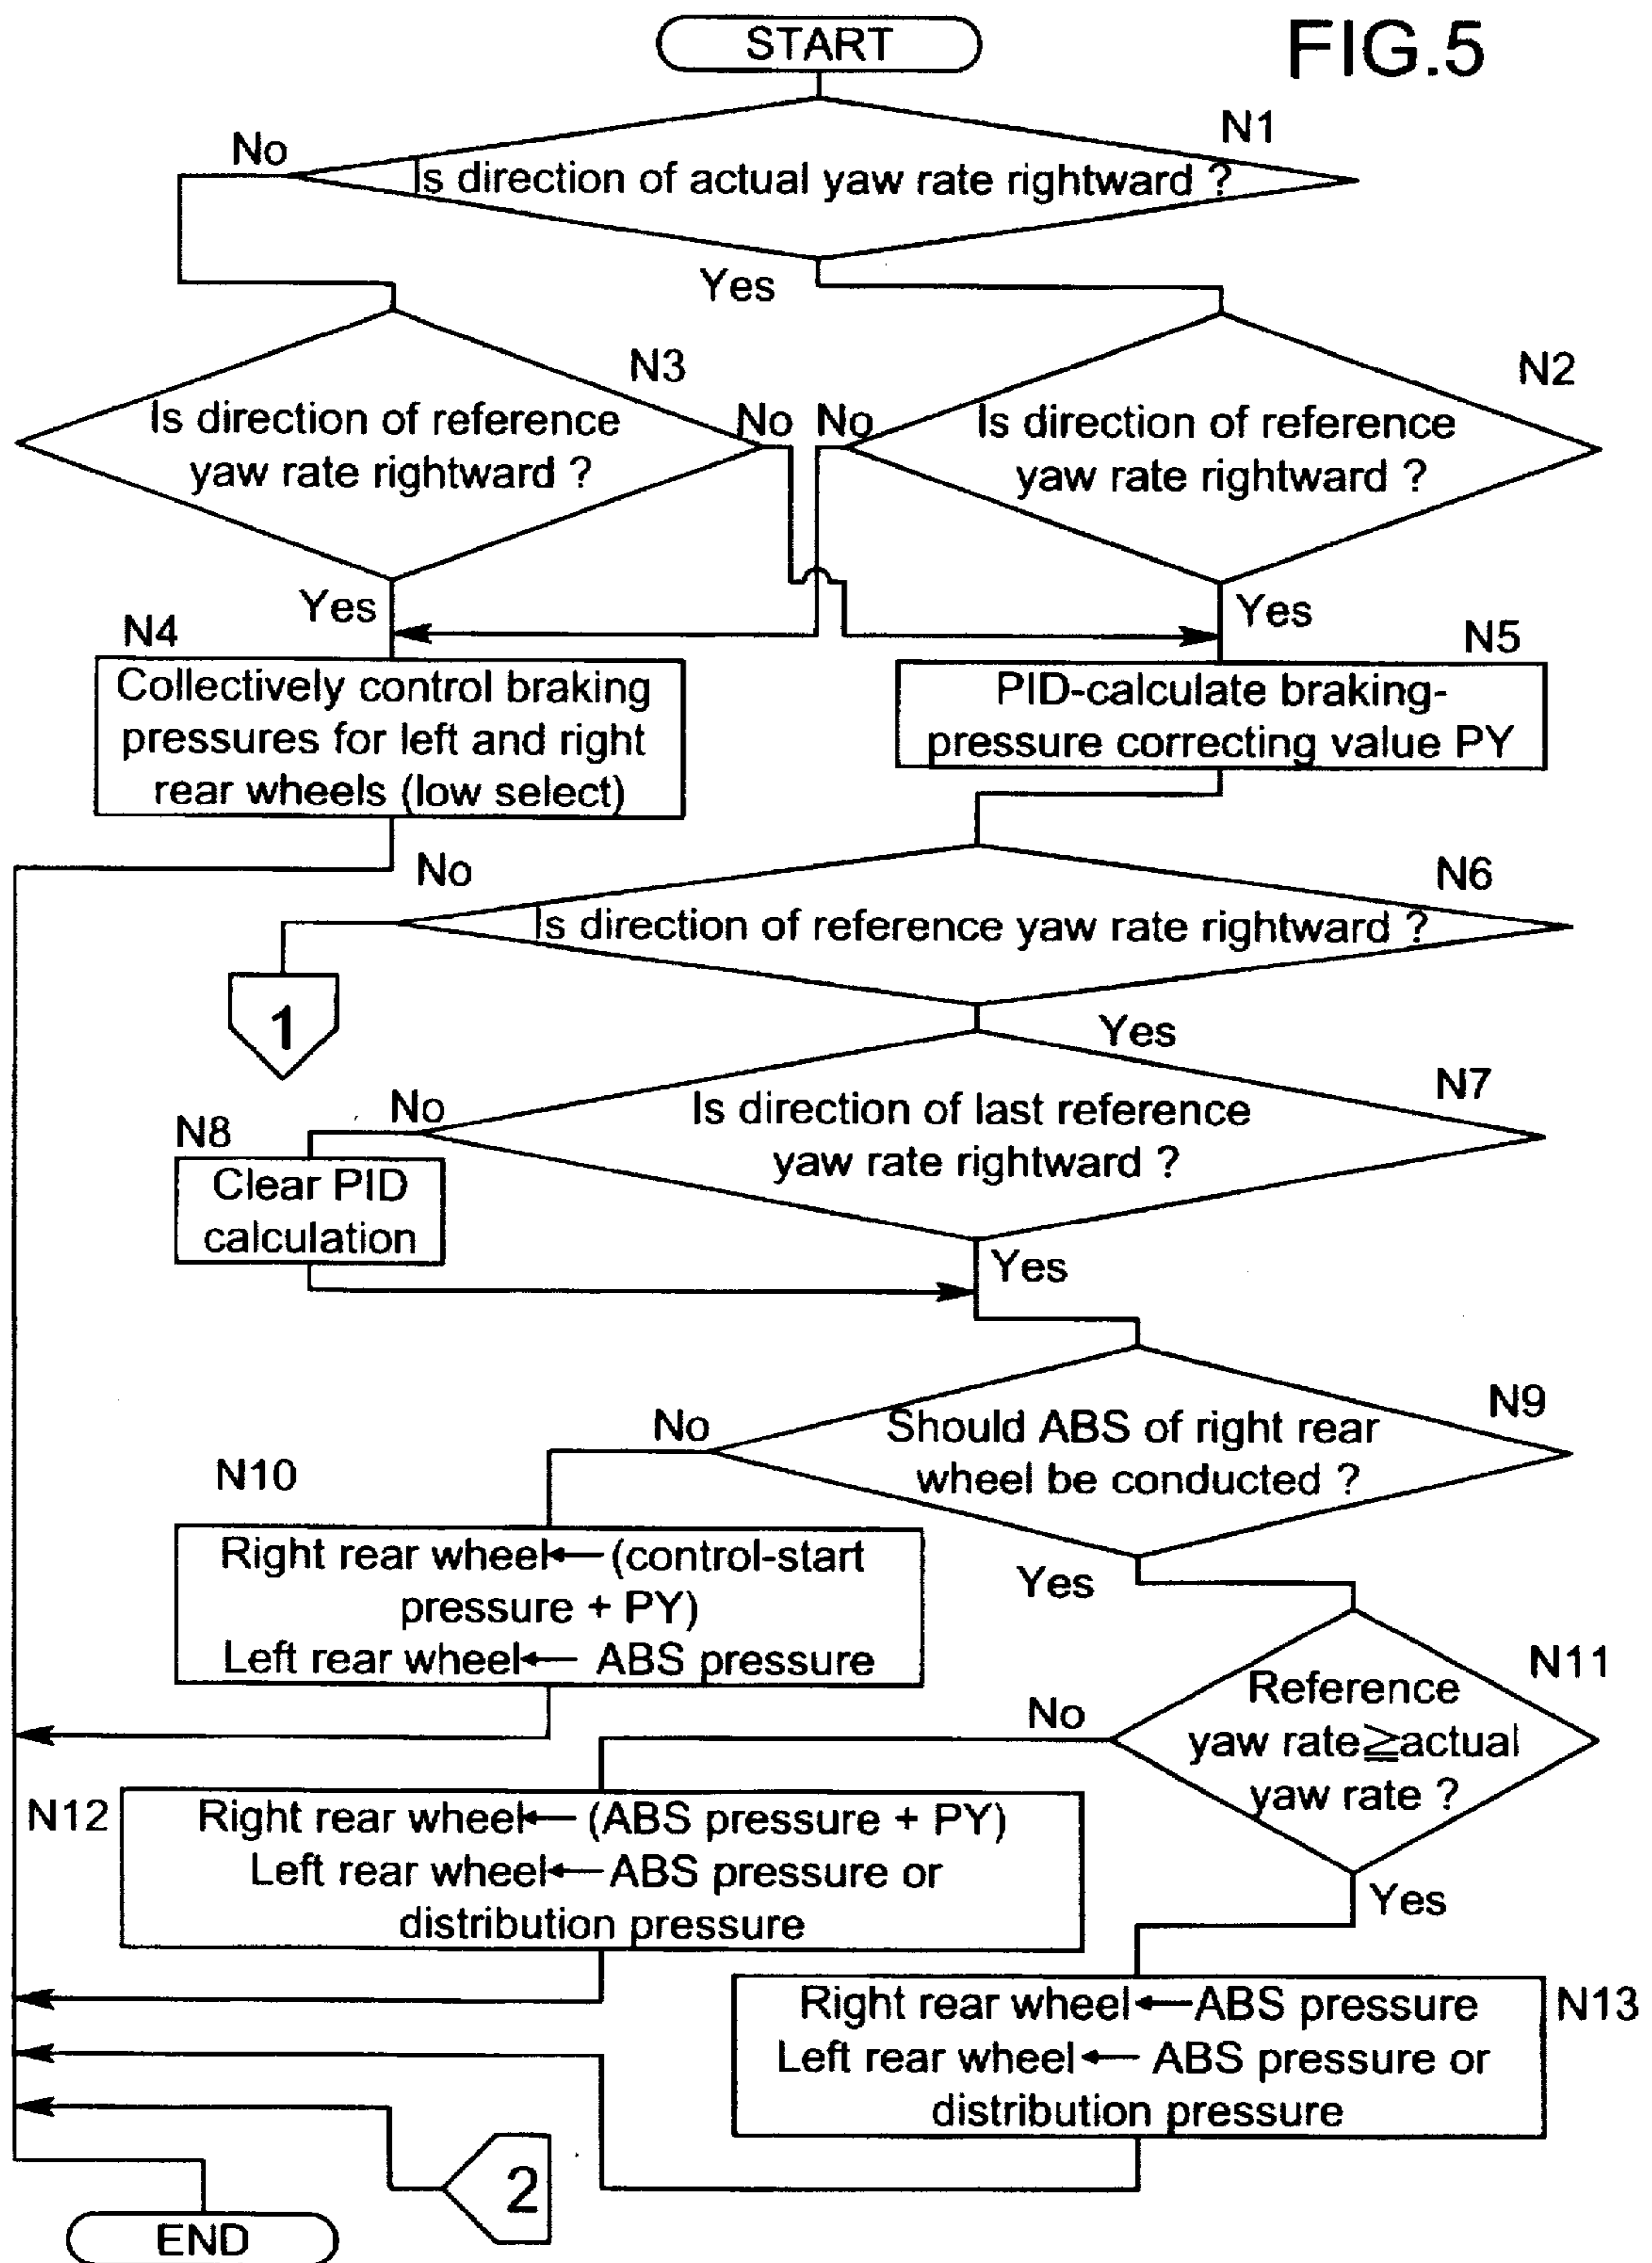 START
FIG.5
N1
No
Is direction of actual yaw rate rightward ?
Yes
N3
Is direction of reference
yaw rate rightward ?
No
N2
No
Is direction of reference
yaw rate rightward ?
Yes
Yes
N4
Collectively control braking
pressures for left and right
rear wheels (low select)
N5
PID-calculate braking-
pressure correcting value PY
No
N6
Is direction of reference yaw rate rightward ?
1
Yes
N7
No
Is direction of last reference
yaw rate rightward ?
N8
Clear PID
calculation
Yes
N9
No
Should ABS of right rear
wheel be conducted ?
N10
Right rear wheel←(control-start
pressure + PY)
Left rear wheel← ABS pressure
Yes
N11
Reference
yaw rate≧actual
yaw rate ?
No
N12
Right rear wheel←(ABS pressure + PY)
Left rear wheel←ABS pressure or
distribution pressure
Yes
N13
Right rear wheel←ABS pressure
Left rear wheel← ABS pressure or
distribution pressure
2
END